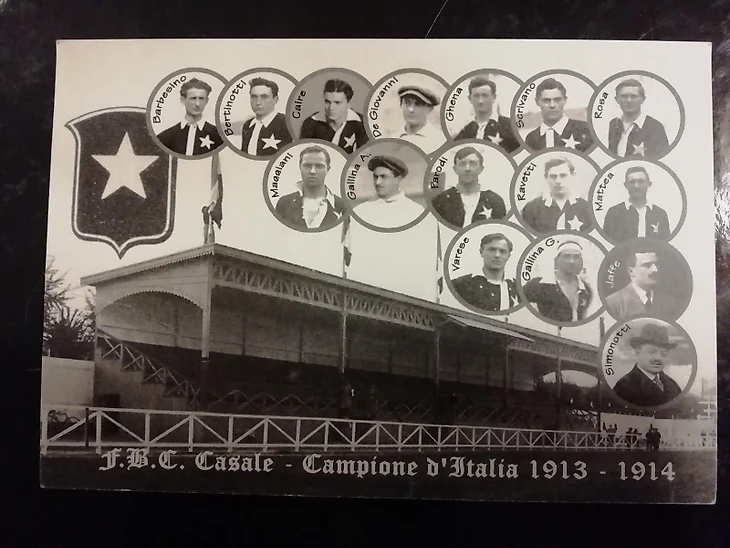 Barbesino
Bertinotti
Caire
De Giovanni
Ghena
Scrivano
Rosa
Maggiani
Gallina A.
Parodi
Ravetti
Mattea
Varese
Gallina G.
Jaffe
Simonotti
F.B.C. Casale - Campione d'Italia 1913 - 1914